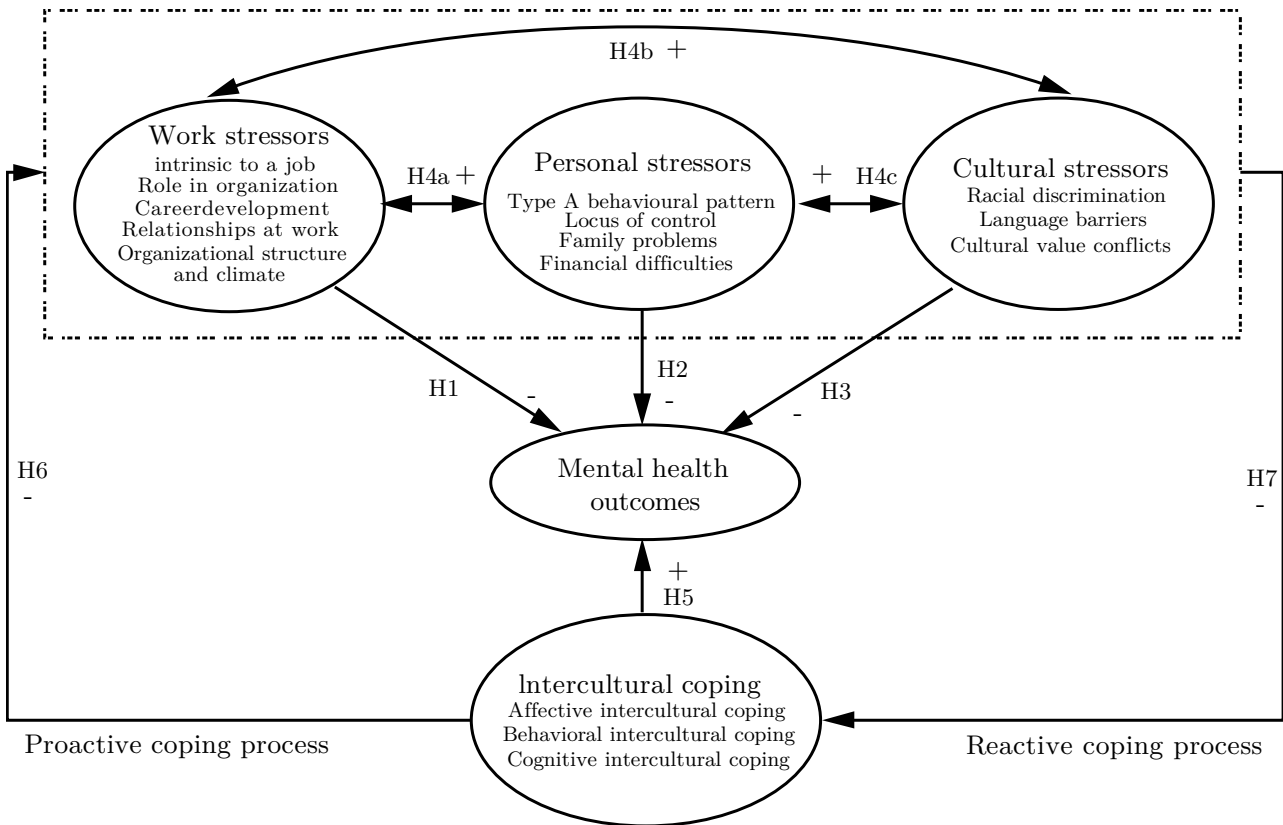 H4b +
Work stressors
intrinsic to a job
Role in organization
Careerdevelopment
Relationships at work
Organizational structure
and climate
H4a +
Personal stressors
Type A behavioural pattern
Locus of control
Family problems
Financial difficulties
+ H4c
Cultural stressors
Racial discrimination
Language barriers
Cultural value conflicts
H1 -
H2
-
H3
-
Mental health
outcomes
H6
-
H7
-
+
H5
lntercultural coping
Affective intercultural coping
Behavioral intercultural coping
Cognitive intercultural coping
Proactive coping process
Reactive coping process